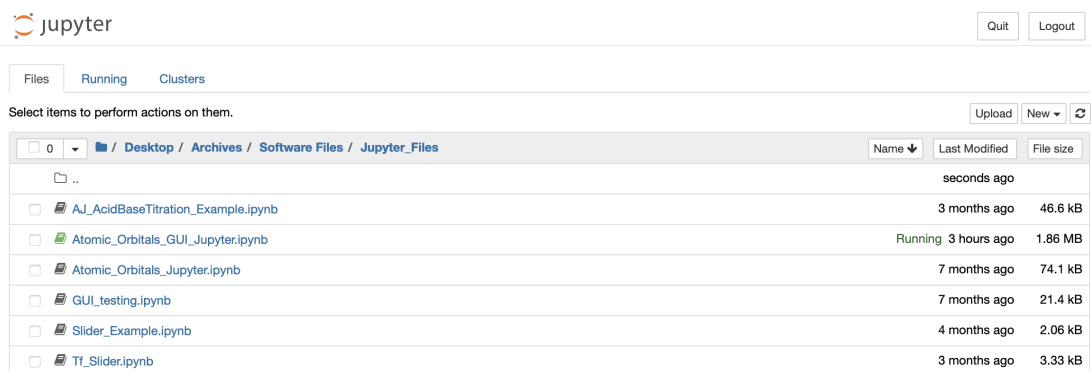 jupyter
Quit Logout
Files Running Clusters
Select items to perform actions on them.
Upload New
0 / Desktop / Archives / Software Files / Jupyter_Files Name Last Modified File size
.. seconds ago
AJ_AcidBaseTitration_Example.ipynb 3 months ago 46.6 kB
Atomic_Orbitals_GUI_Jupyter.ipynb Running 3 hours ago 1.86 MB
Atomic_Orbitals_Jupyter.ipynb 7 months ago 74.1 kB
GUI_testing.ipynb 7 months ago 21.4 kB
Slider_Example.ipynb 4 months ago 2.06 kB
Tf_Slider.ipynb 3 months ago 3.33 kB